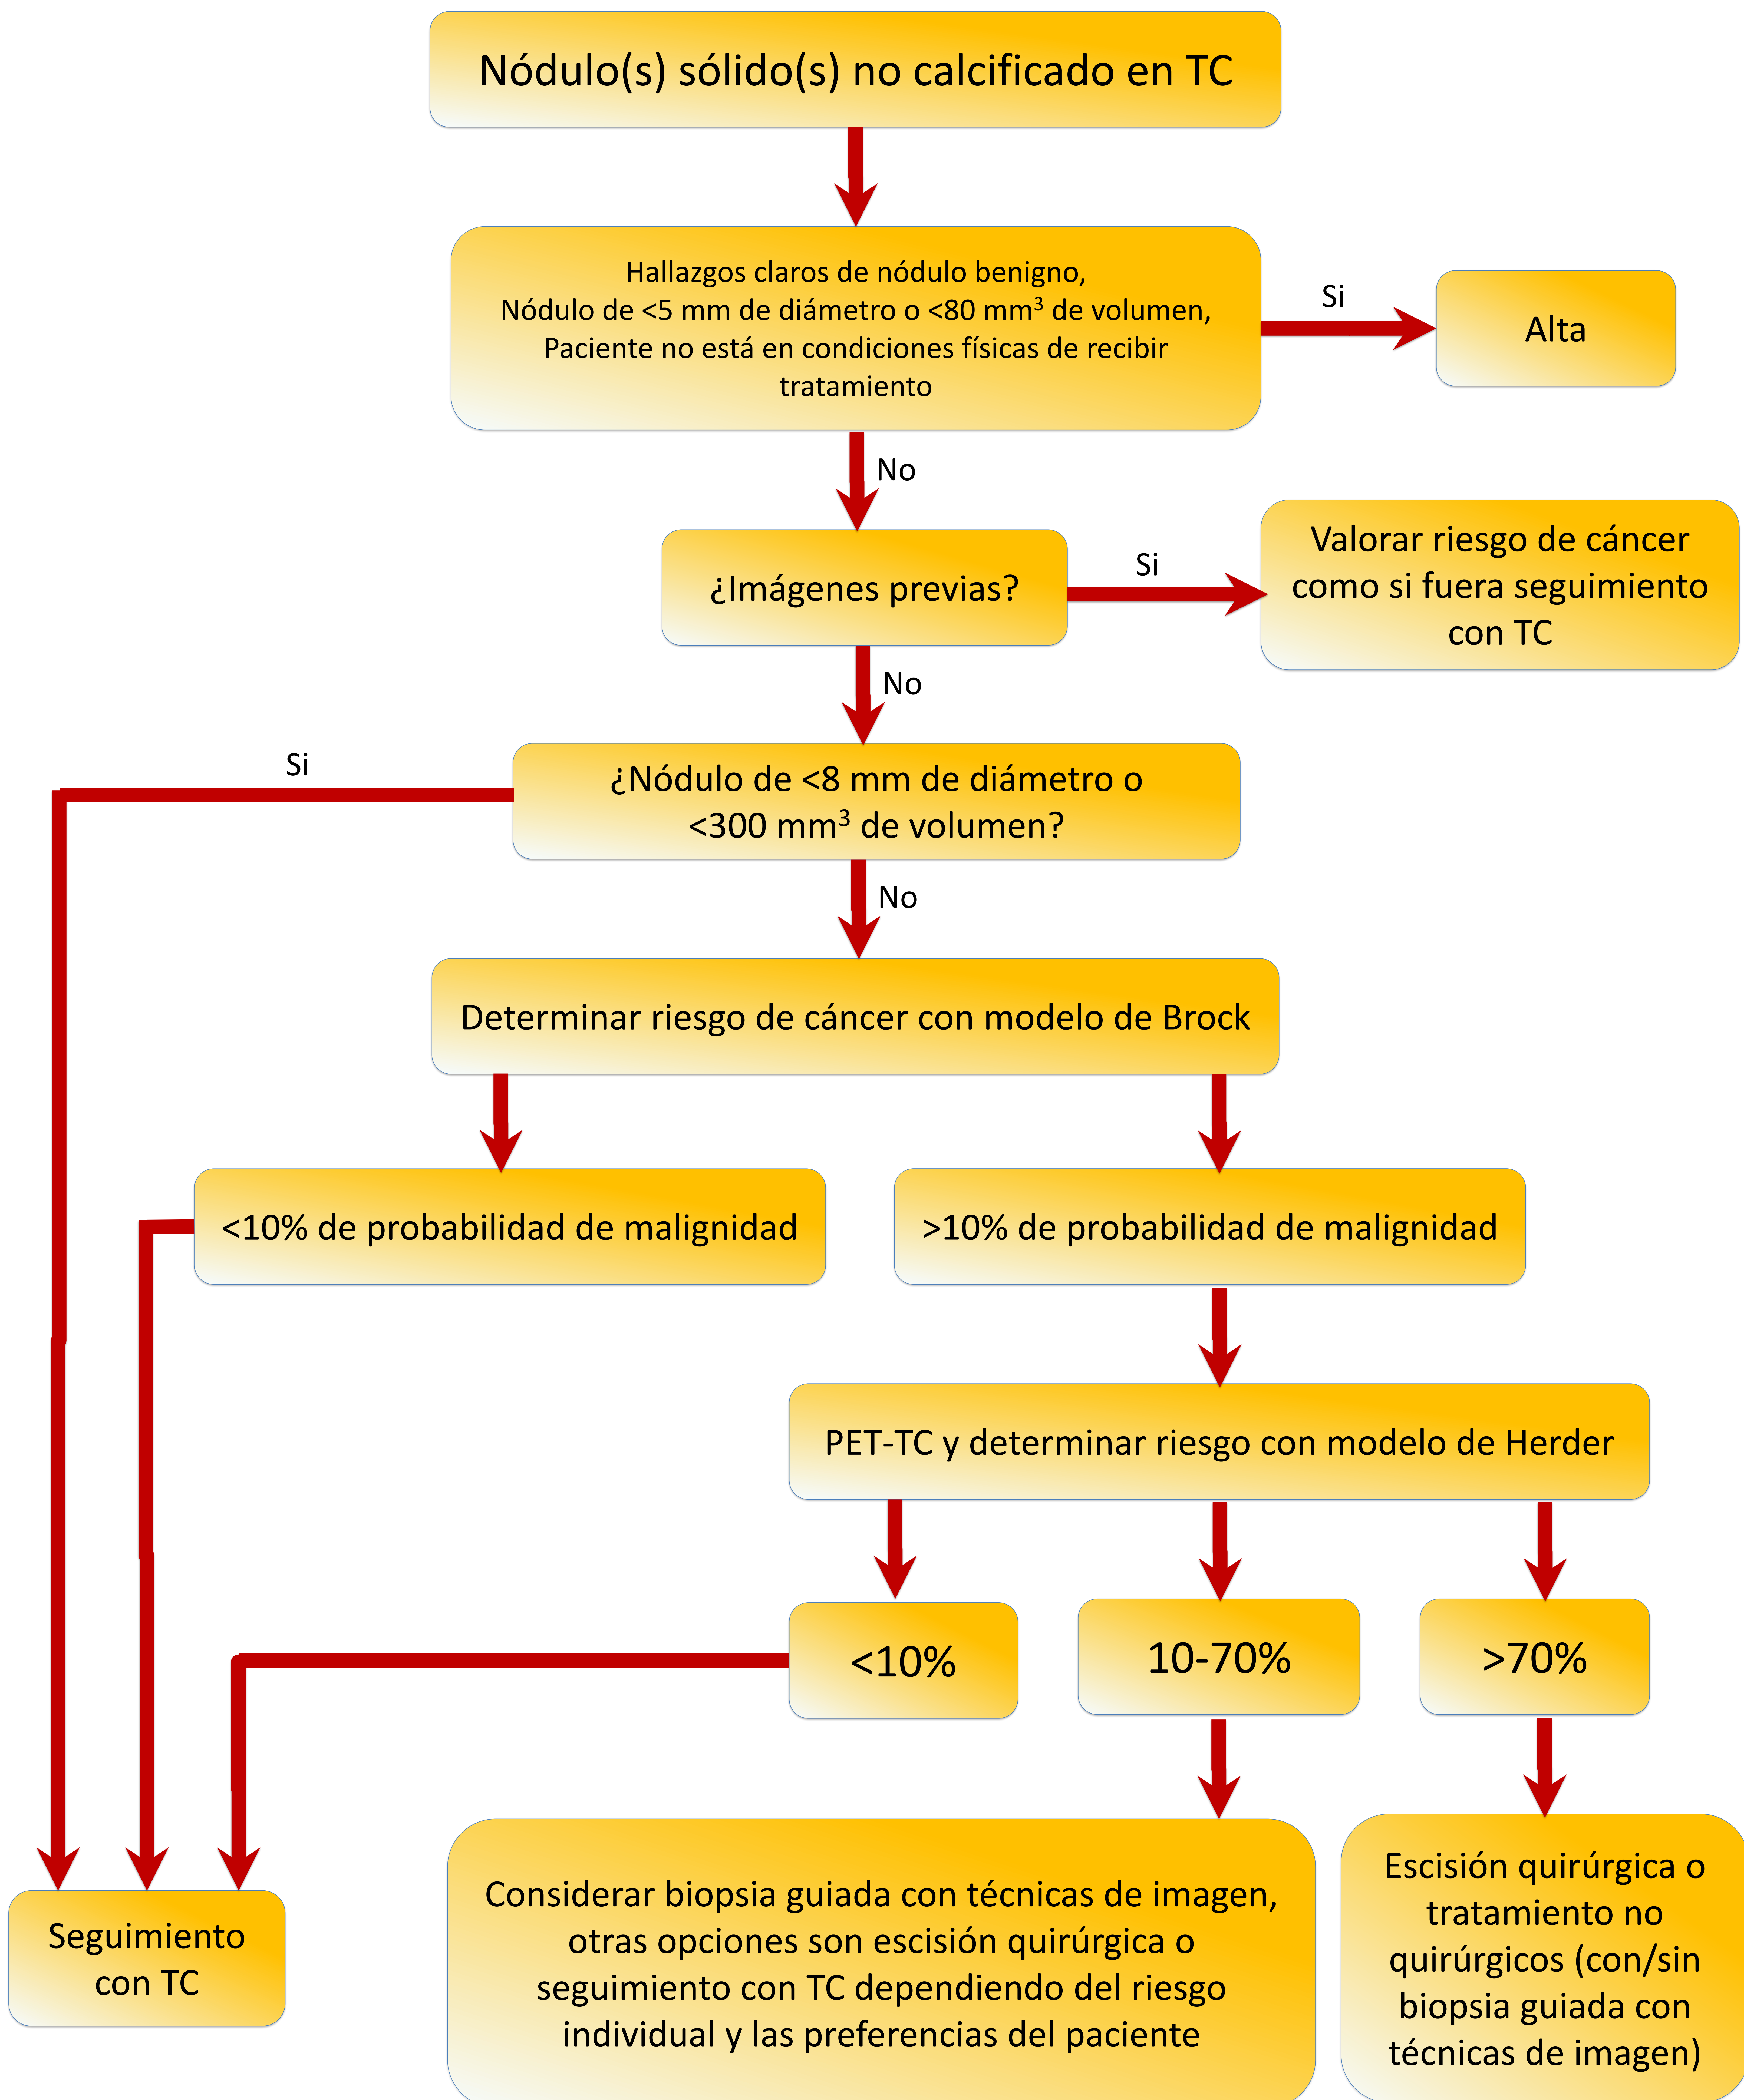 Nódulo(s) sólido(s) no calcificado en TC
Hallazgos claros de nódulo benigno,
Nódulo de <5 mm de diámetro o <80 mm³ de volumen,
Paciente no está en condiciones físicas de recibir
tratamiento
Si
Alta
No
¿Imágenes previas?
Si
Valorar riesgo de cáncer
como si fuera seguimiento
con TC
No
Si
¿Nódulo de <8 mm de diámetro o
<300 mm³ de volumen?
No
Determinar riesgo de cáncer con modelo de Brock
<10% de probabilidad de malignidad
>10% de probabilidad de malignidad
PET-TC y determinar riesgo con modelo de Herder
<10%
10-70%
>70%
Seguimiento
con TC
Considerar biopsia guiada con técnicas de imagen,
otras opciones son escisión quirúrgica o
seguimiento con TC dependiendo del riesgo
individual y las preferencias del paciente
Escisión quirúrgica o
tratamiento no
quirúrgicos (con/sin
biopsia guiada con
técnicas de imagen)